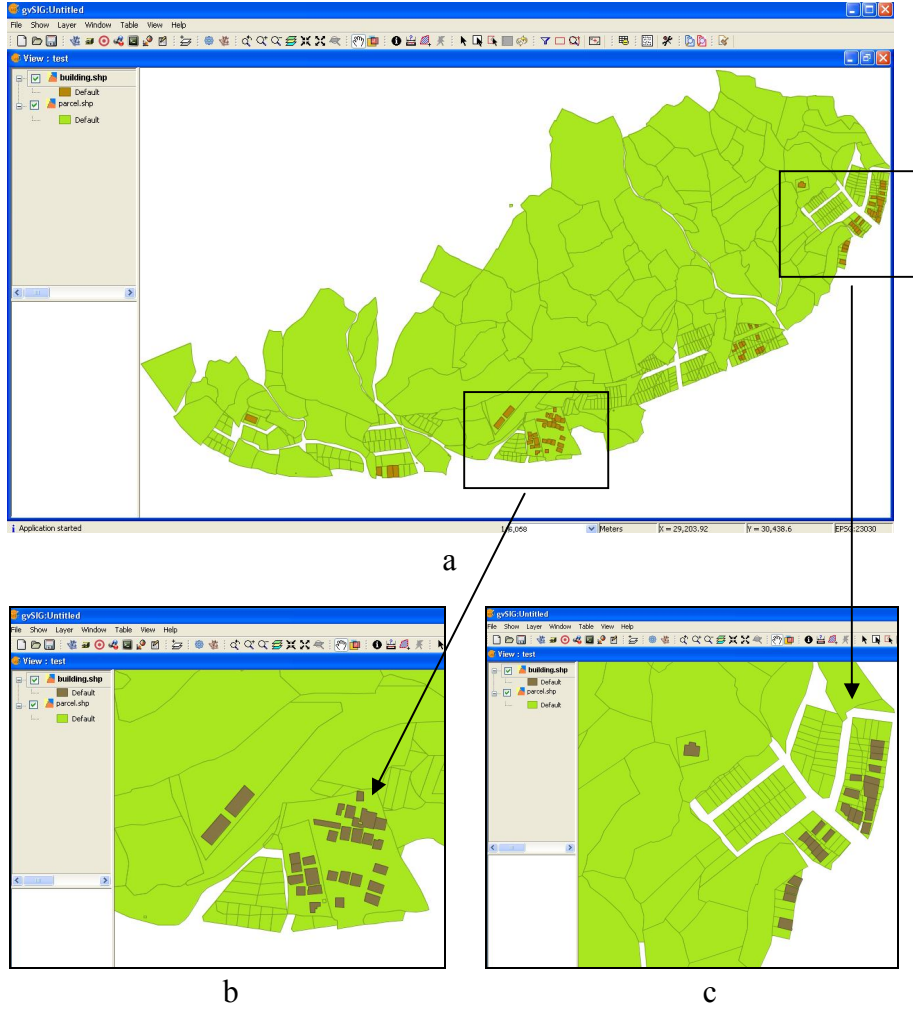 gvSIG:Untitled
File Show Layer Window Table View Help
View : test
building.shp
Default
parcel.shp
Default
Application started
Meters
X = 29,203.92
Y = 30,438.6
EPSG:23030
a
gvSIG:Untitled
File Show Layer Window Table View Help
View : test
building.shp
Default
parcel.shp
Default
b
gvSIG:Untitled
File Show Layer Window Table View Help
View : test
building.shp
Default
parcel.shp
Default
c